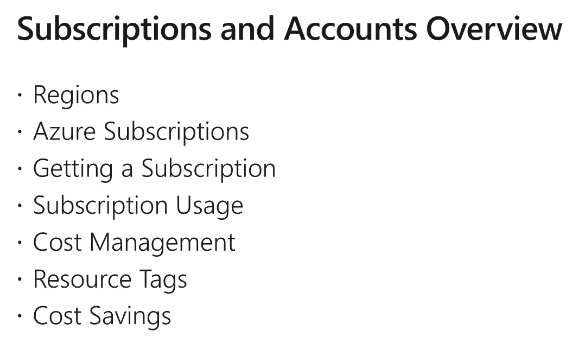 Subscriptions and Accounts Overview
· Regions
· Azure Subscriptions
· Getting a Subscription
· Subscription Usage
· Cost Management
· Resource Tags
· Cost Savings